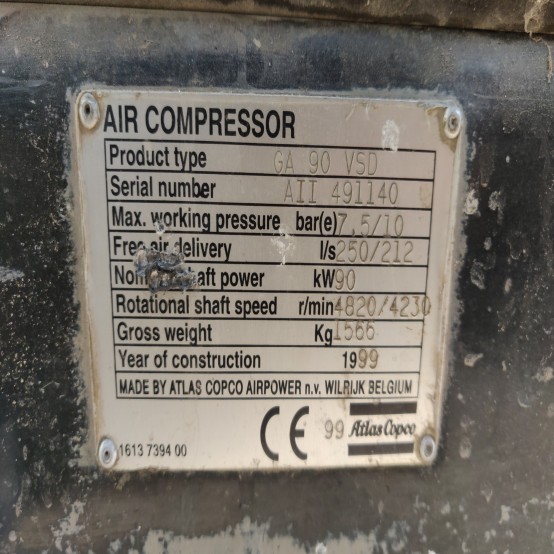 AIR COMPRESSOR
Product type GA 90 VSD
Serial number AII 491140
Max. working pressure bar(e) 7.5/10
Free air delivery l/s 250/212
shaft power kW 90
Rotational shaft speed r/min 4820/4230
Gross weight Kg 1566
Year of construction 1999
MADE BY ATLAS COPCO AIRPOWER n.v. WILRIJK BELGIUM
CE 99 Atlas Copco
1613 7394 00